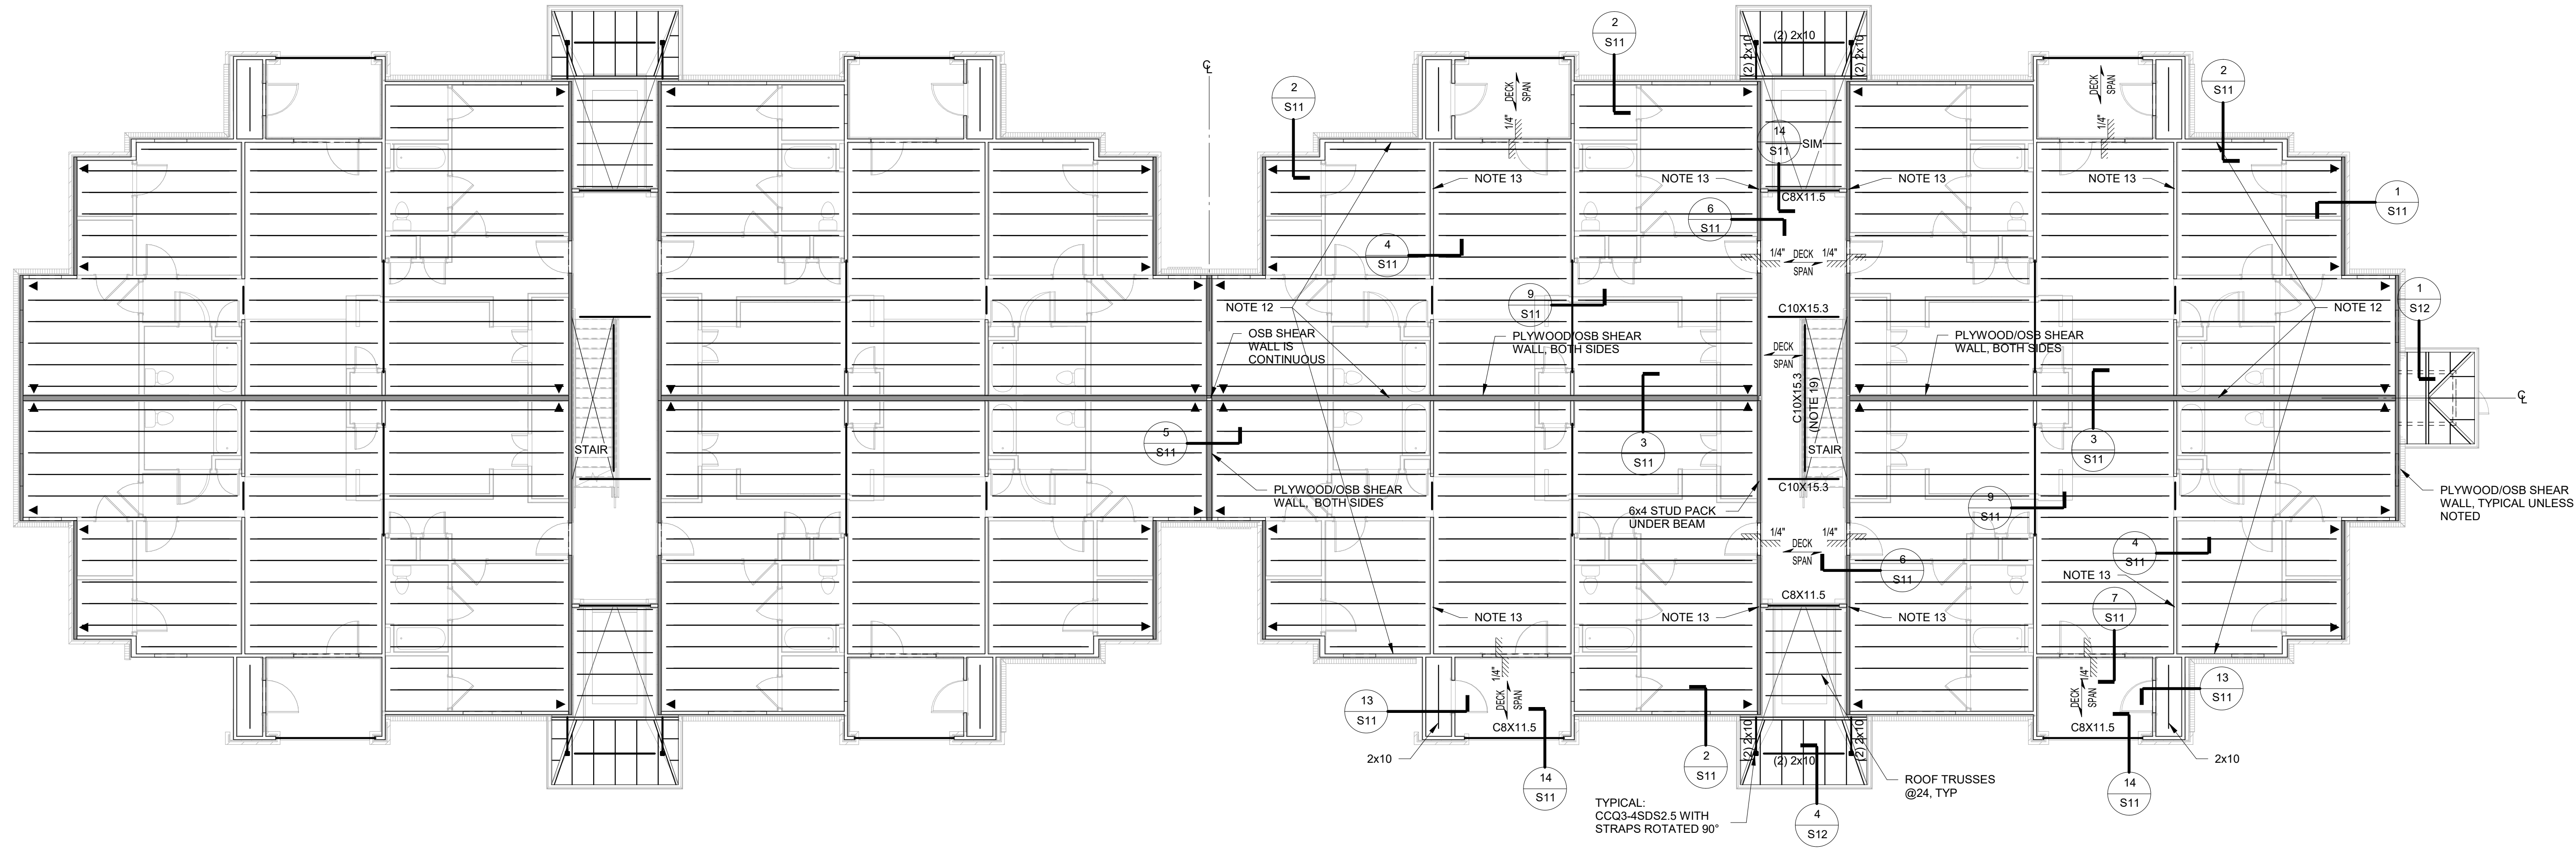 2
S11
(2) 2x10
(2) 2x10
(2) 2x10
℄
2
S11
DECK
SPAN
1/4"
14
S11
SIM
DECK
SPAN
1/4"
2
S11
NOTE 13
NOTE 13
C8X11.5
NOTE 13
NOTE 13
1
S11
6
S11
4
S11
1/4"
DECK
SPAN
1/4"
9
S11
NOTE 12
C10X15.3
NOTE 12
1
S12
OSB SHEAR
WALL IS
CONTINUOUS
PLYWOOD/OSB SHEAR
WALL, BOTH SIDES
DECK
SPAN
PLYWOOD/OSB SHEAR
WALL, BOTH SIDES
C10X15.3
(NOTE 19)
℄
STAIR
5
S11
3
S11
STAIR
3
S11
PLYWOOD/OSB SHEAR
WALL, BOTH SIDES
C10X15.3
6x4 STUD PACK
UNDER BEAM
9
S11
PLYWOOD/OSB SHEAR
WALL, TYPICAL UNLESS
NOTED
1/4"
DECK
SPAN
1/4"
4
S11
6
S11
NOTE 13
C8X11.5
7
S11
NOTE 13
NOTE 13
NOTE 13
1/4"
DECK
SPAN
1/4"
DECK
SPAN
13
S11
13
S11
C8X11.5
C8X11.5
2x10
(2) 2x10
(2) 2x10
(2) 2x10
2x10
2
S11
14
S11
ROOF TRUSSES
@24, TYP
14
S11
TYPICAL:
CCQ3-4SDS2.5 WITH
STRAPS ROTATED 90°
4
S12